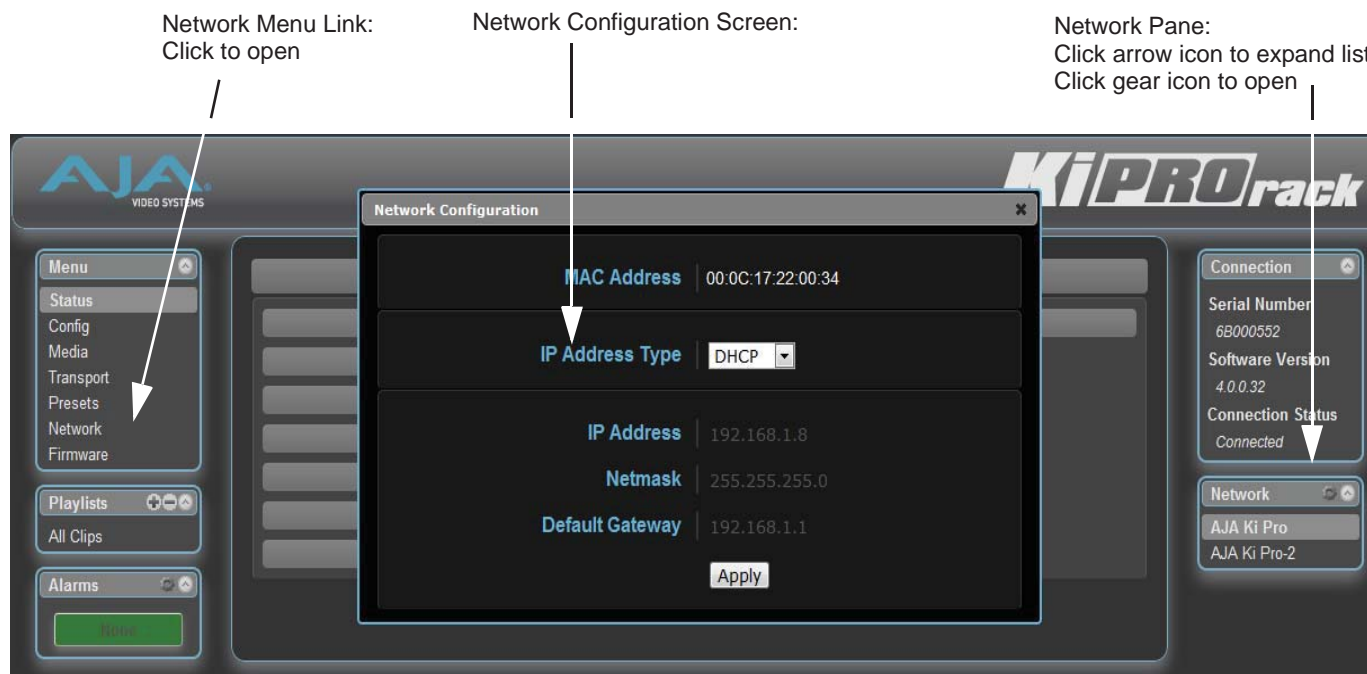 Network Menu Link:
Click to open
Network Configuration Screen:
Network Pane:
Click arrow icon to expand list
Click gear icon to open
AJA
VIDEO SYSTEMS
KiPROrack
Menu
Status
Config
Media
Transport
Presets
Network
Firmware
Playlists
All Clips
Alarms
None
Network Configuration
MAC Address 00:0C:17:22:00:34
IP Address Type DHCP
IP Address 192.168.1.8
Netmask 255.255.255.0
Default Gateway 192.168.1.1
Apply
Connection
Serial Number
6B000552
Software Version
4.0.0.32
Connection Status
Connected
Network
AJA Ki Pro
AJA Ki Pro-2